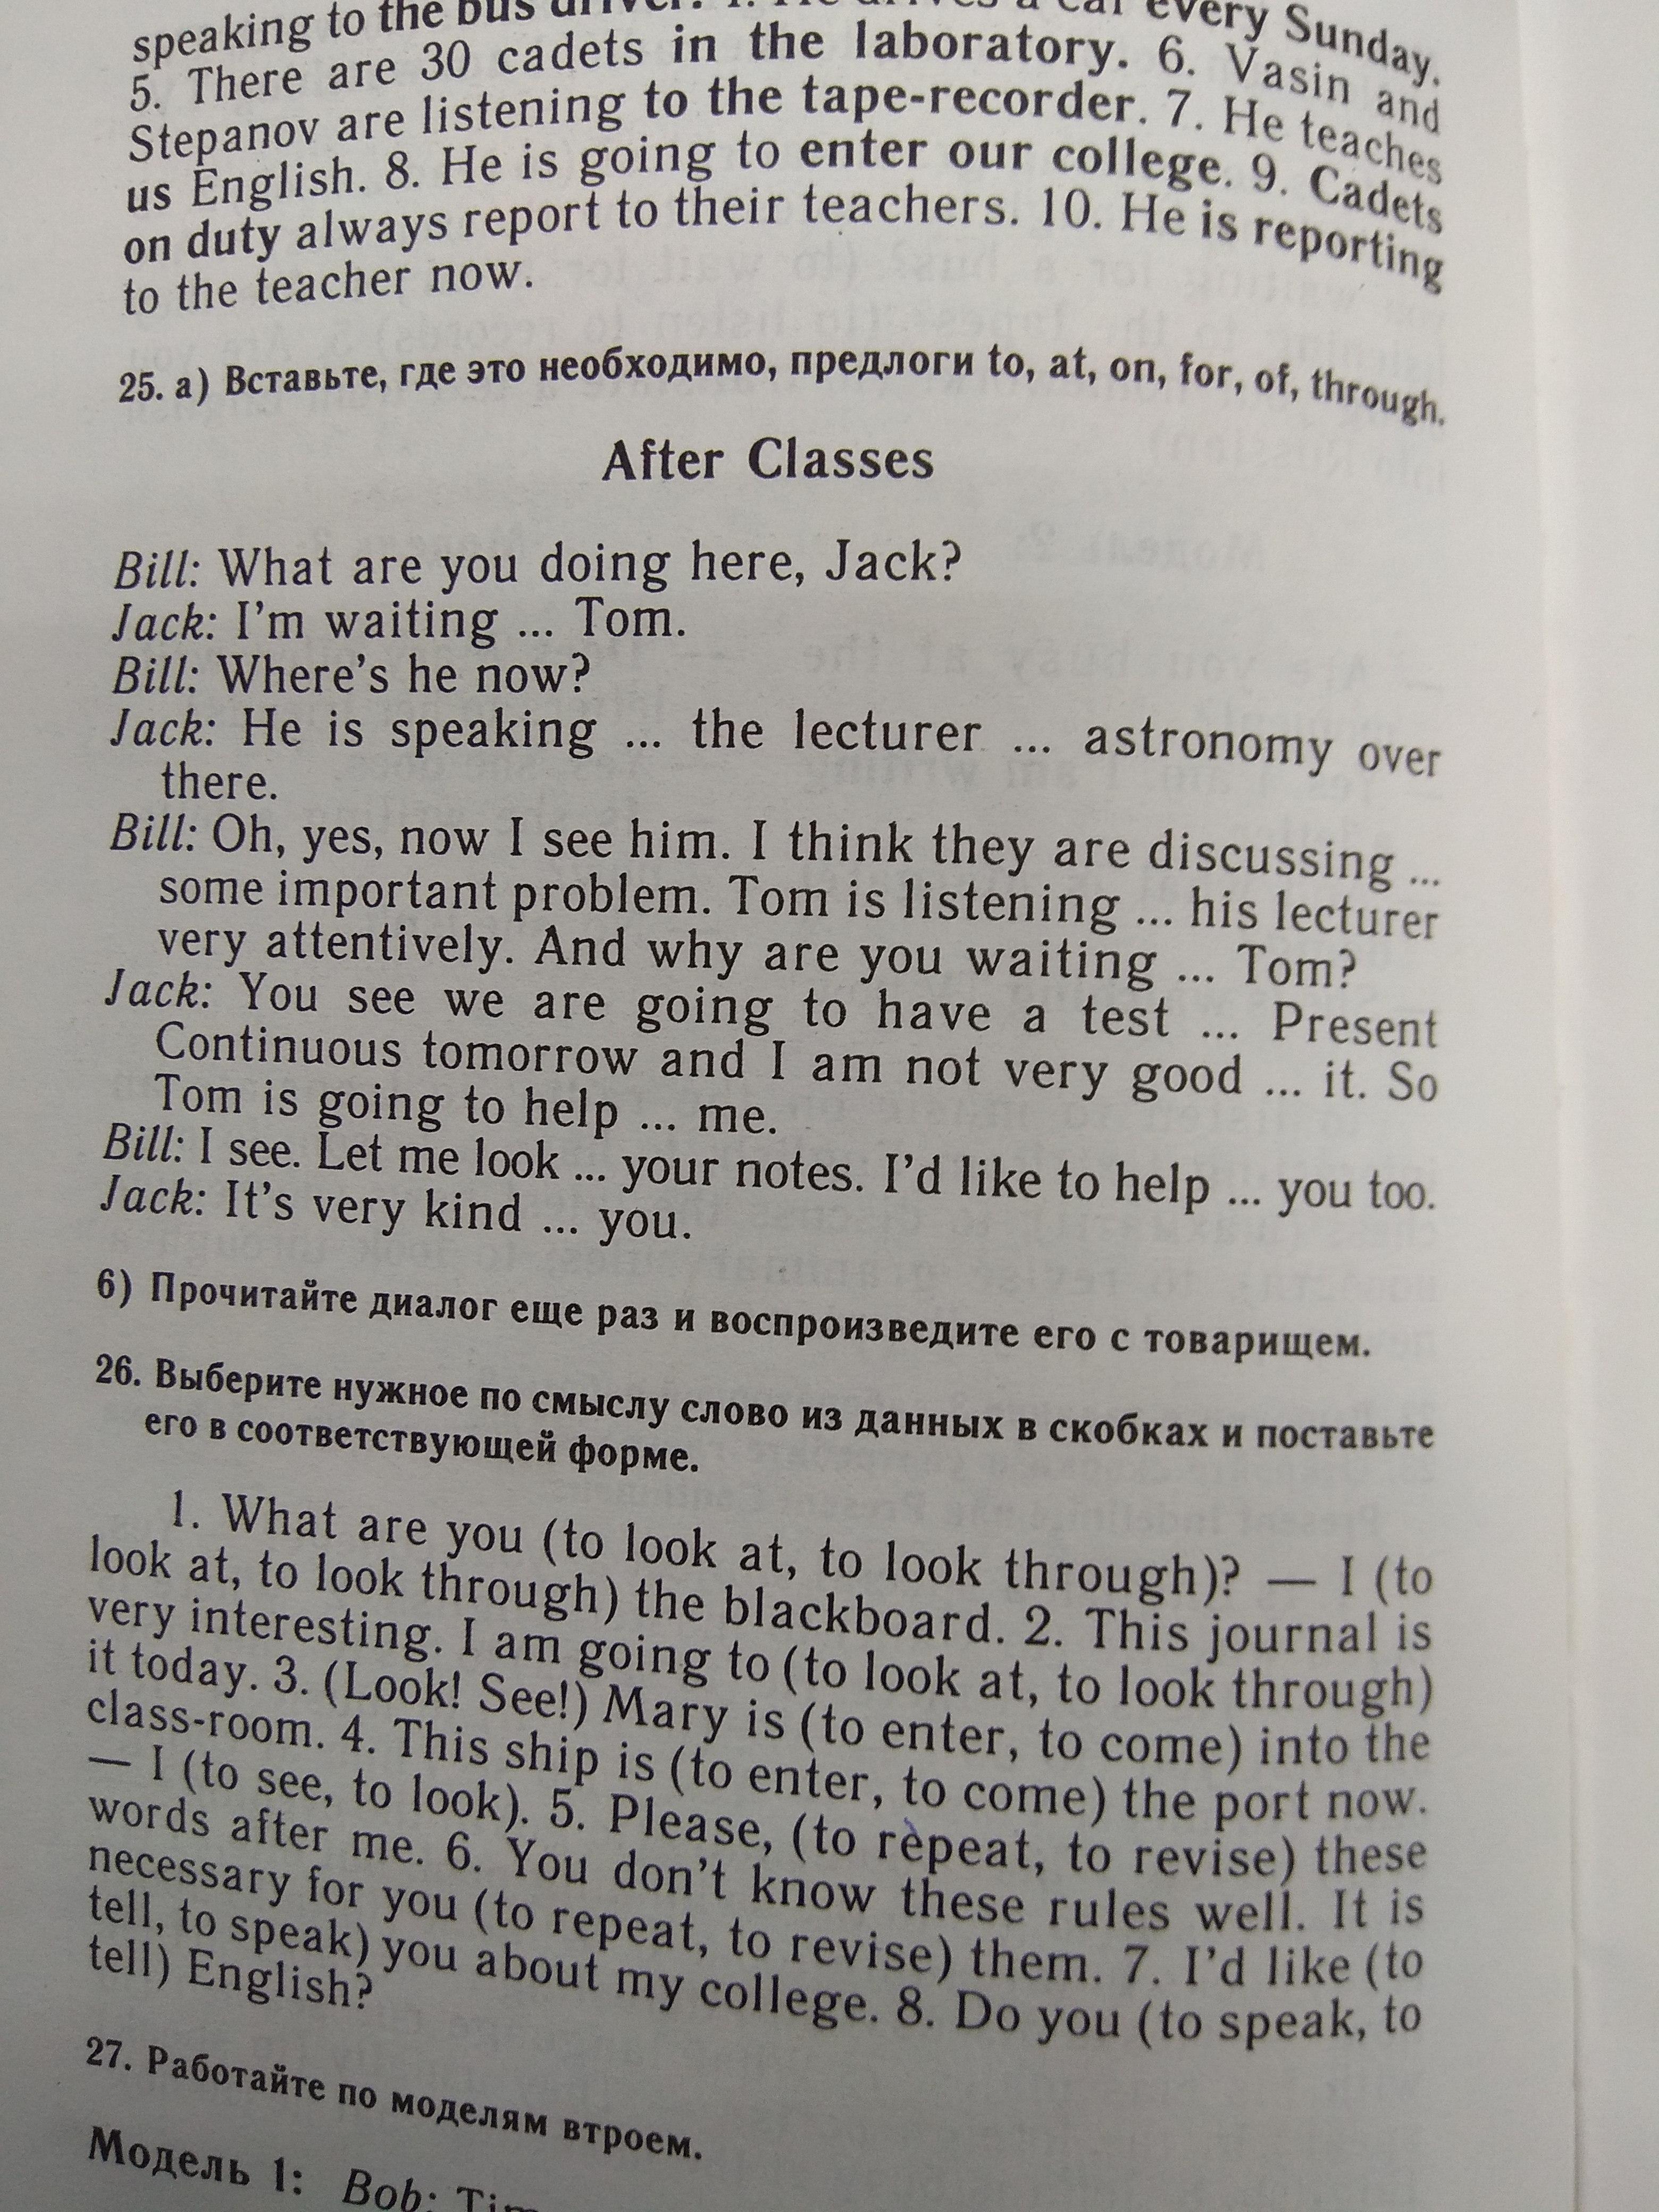 speaking to the bus driver. 4. He drives a car every Sunday.
5. There are 30 cadets in the laboratory. 6. Vasin and
Stepanov are listening to the tape-recorder. 7. He teaches
us English. 8. He is going to enter our college. 9. Cadets
on duty always report to their teachers. 10. He is reporting
to the teacher now.
25. а) Вставьте, где это необходимо, предлоги to, at, on, for, of, through.
After Classes
Bill: What are you doing here, Jack?
Jack: I'm waiting ... Tom.
Bill: Where's he now?
Jack: He is speaking ... the lecturer ... astronomy over
there.
Bill: Oh, yes, now I see him. I think they are discussing ...
some important problem. Tom is listening ... his lecturer
very attentively. And why are you waiting ... Tom?
Jack: You see we are going to have a test ... Present
Continuous tomorrow and I am not very good ... it. So
Tom is going to help ... me.
Bill: I see. Let me look ... your notes. I'd like to help ... you too.
Jack: It's very kind ... you.
б) Прочитайте диалог еще раз и воспроизведите его с товарищем.
26. Выберите нужное по смыслу слово из данных в скобках и поставьте
его в соответствующей форме.
1. What are you (to look at, to look through)? — I (to
look at, to look through) the blackboard. 2. This journal is
very interesting. I am going to (to look at, to look through)
it today. 3. (Look! See!) Mary is (to enter, to come) into the
class-room. 4. This ship is (to enter, to come) the port now.
— I (to see, to look). 5. Please, (to repeat, to revise) these
words after me. 6. You don't know these rules well. It is
necessary for you (to repeat, to revise) them. 7. I'd like (to
tell, to speak) you about my college. 8. Do you (to speak, to
tell) English?
27. Работайте по моделям втроем.
Модель 1: Bob: